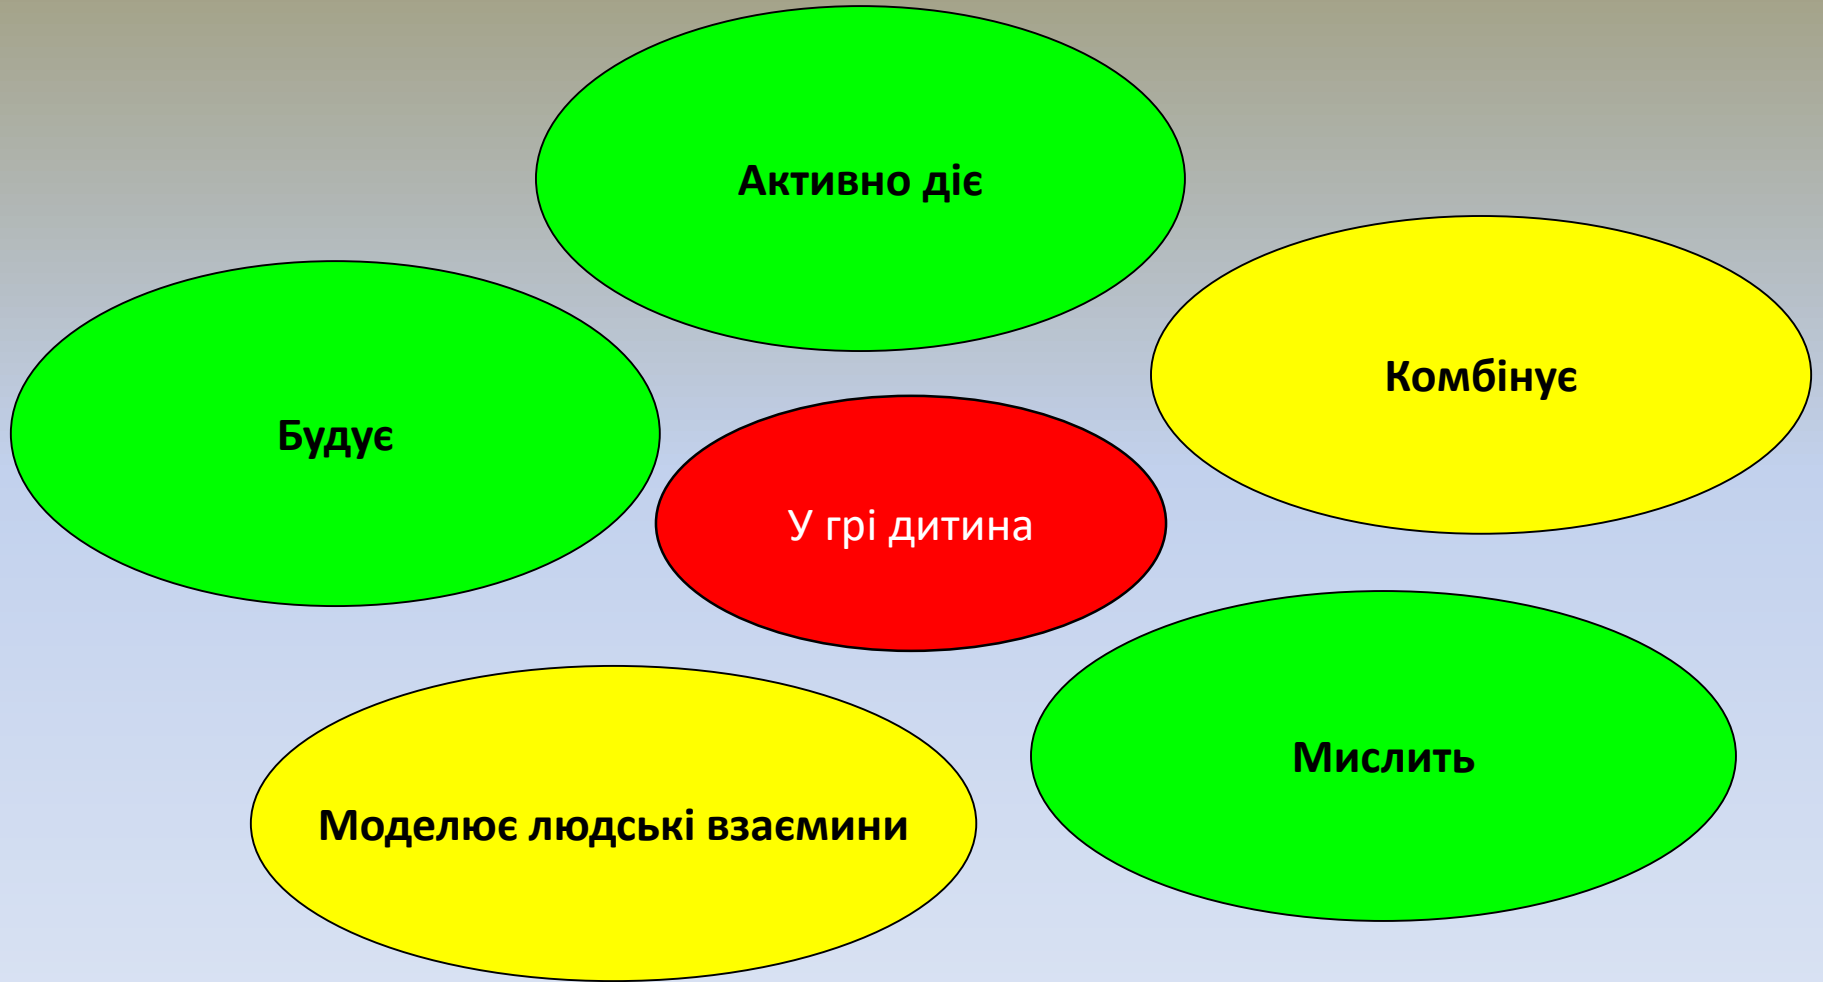 Активно діє
Комбінує
Будує
У грі дитина
Мислить
Моделює людські взаємини